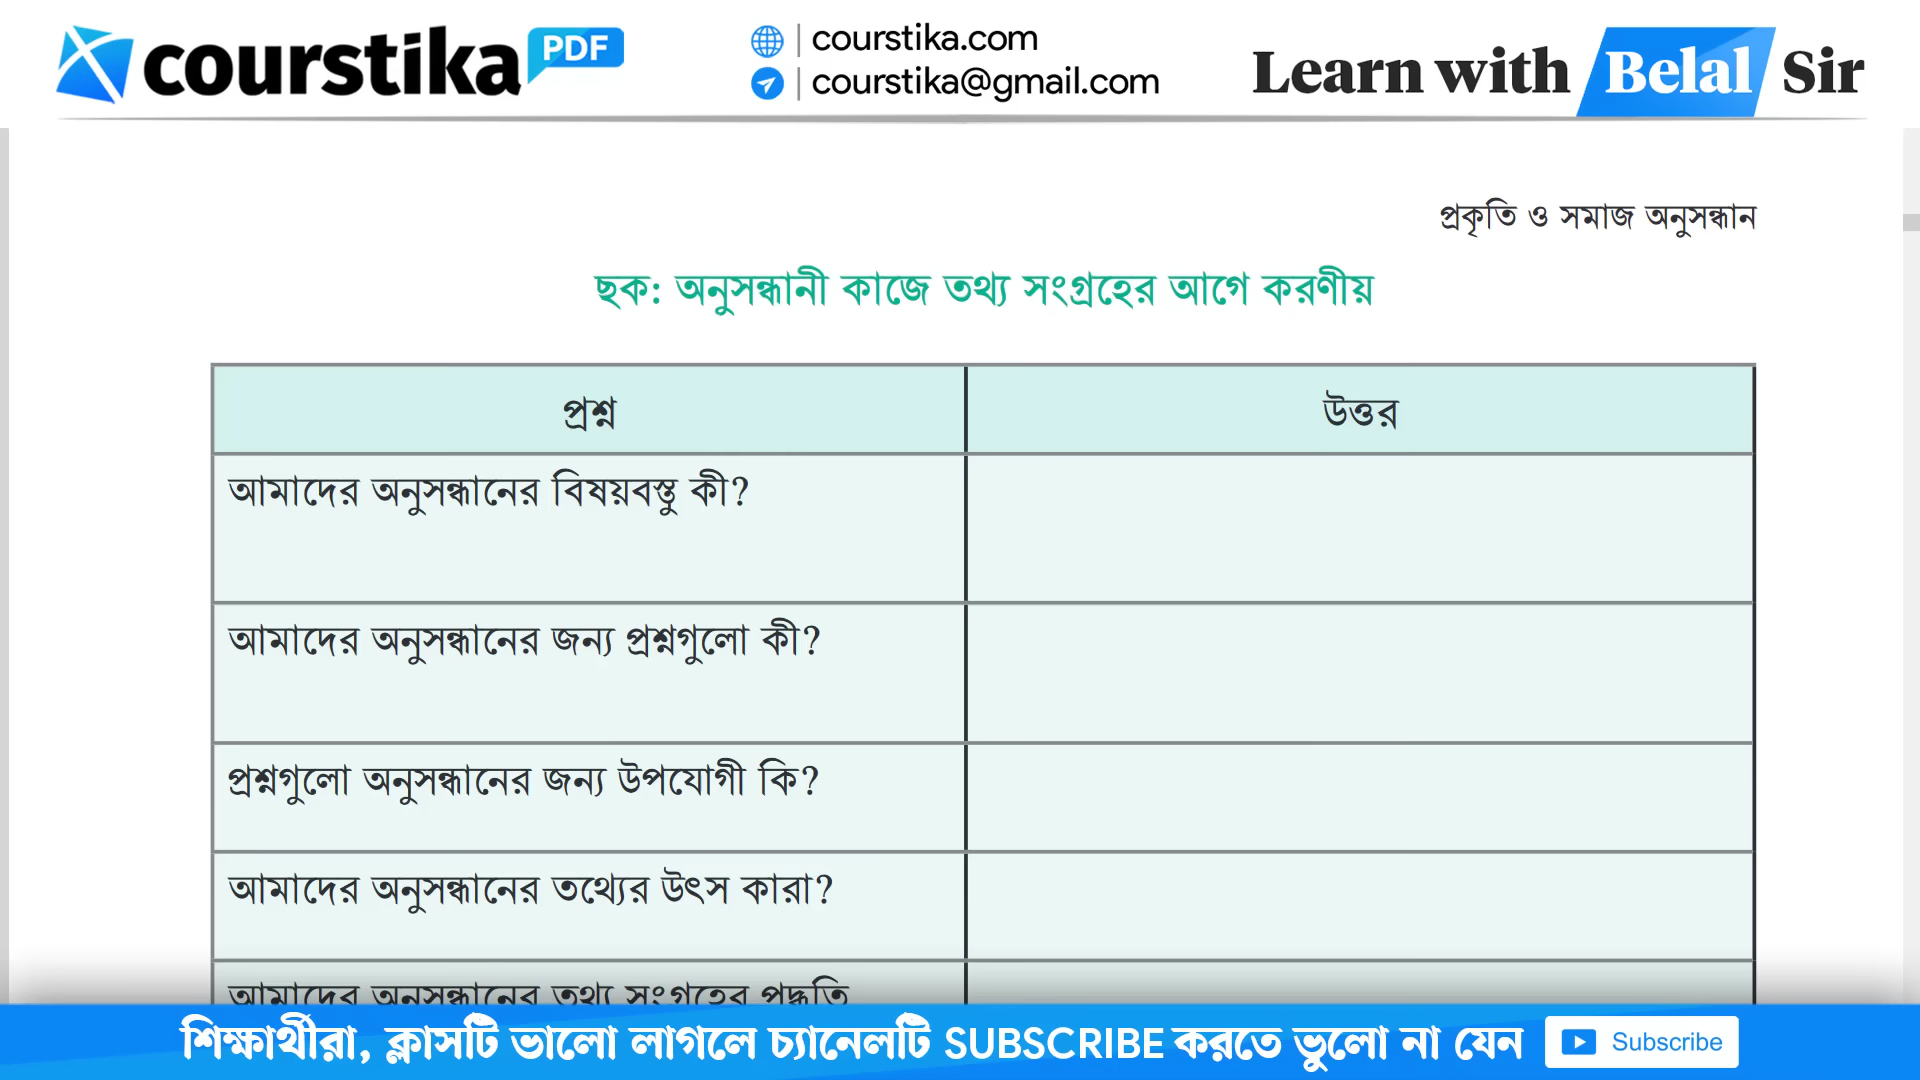 courstika PDF
courstika.com
courstika@gmail.com
Learn with Belal Sir
প্রকৃতি ও সমাজ অনুসন্ধান
ছক: অনুসন্ধানী কাজে তথ্য সংগ্রহের আগে করণীয়
প্রশ্ন
উত্তর
আমাদের অনুসন্ধানের বিষয়বস্তু কী?
আমাদের অনুসন্ধানের জন্য প্রশ্নগুলো কী?
প্রশ্নগুলো অনুসন্ধানের জন্য উপযোগী কি?
আমাদের অনুসন্ধানের তথ্যের উৎস কারা?
আমাদের অনুসন্ধানের তথ্য সংগ্রহের পদ্ধতি
শিক্ষার্থীরা, ক্লাসটি ভালো লাগলে চ্যানেলটি SUBSCRIBE করতে ভুলো না যেন
Subscribe